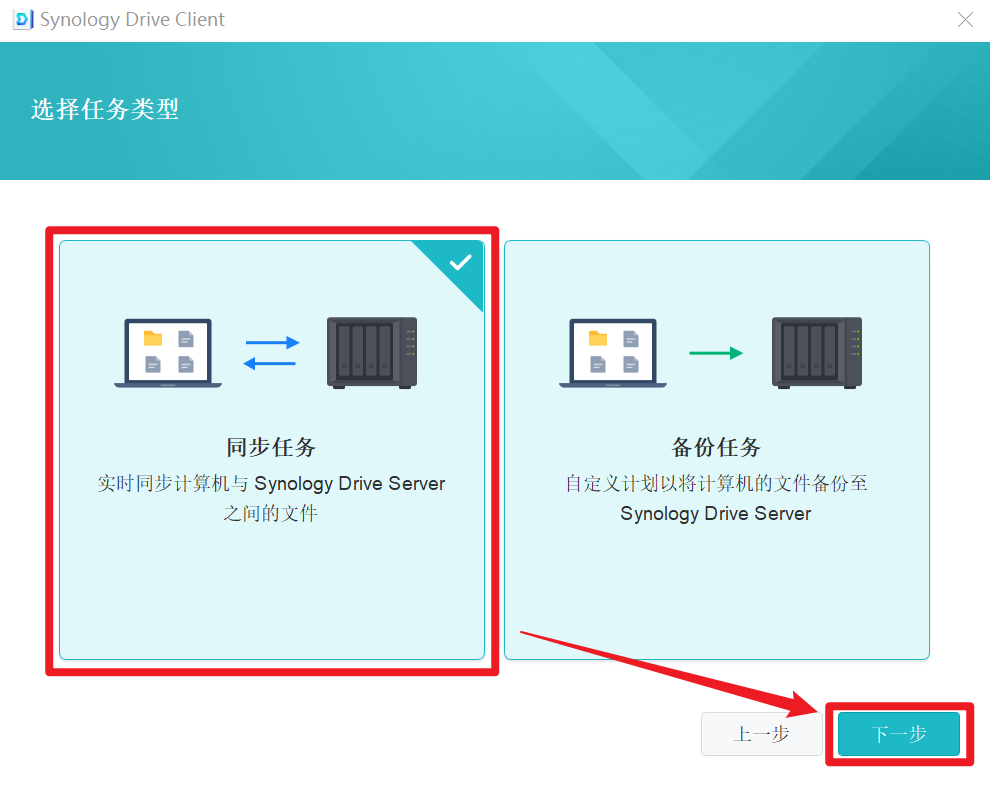 Synology Drive Client
选择任务类型
同步任务
实时同步计算机与 Synology Drive Server
之间的文件
备份任务
自定义计划以将计算机的文件备份至
Synology Drive Server
上一步
下一步